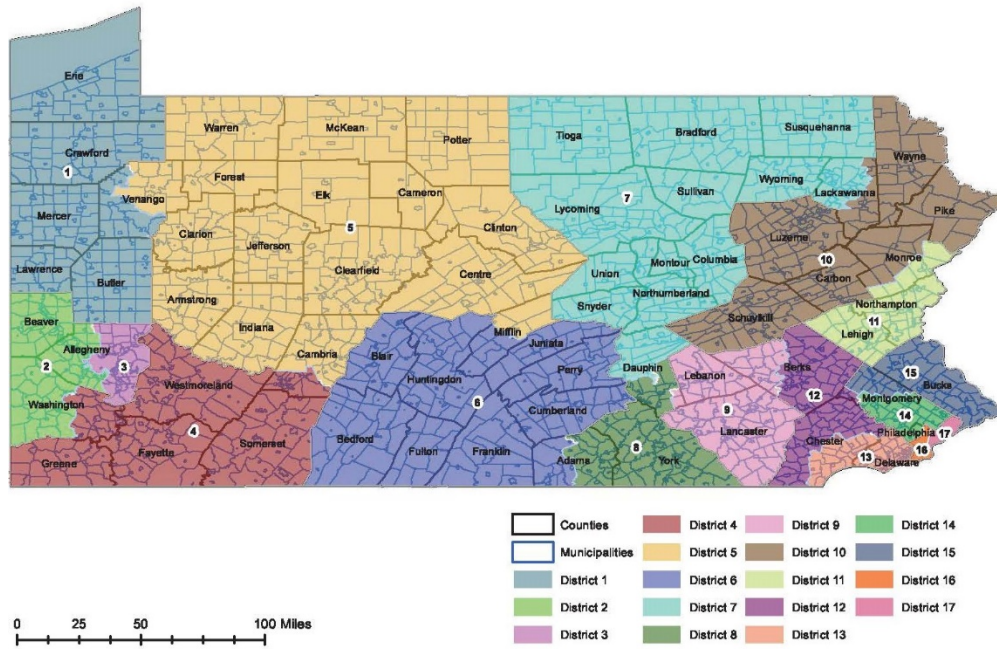 Erie
Warren
McKean
Potter
Tioga
Bradford
Susquehanna
Wayne
Crawford
1
Forest
Venango
Elk
Cameron
Wyoming
Lackawanna
Sullivan
Pike
Mercer
Lycoming
7
Clarion
Jefferson
5
Clinton
Luzerne
10
Monroe
Lawrence
Butler
Clearfield
Centre
Union
Montour
Columbia
Carbon
Armstrong
Snyder
Northumberland
Northampton
Beaver
Indiana
Mifflin
Schuylkill
Lehigh
11
Allegheny
2
3
Cambria
Blair
Juniata
Perry
Dauphin
Lebanon
Berks
15
Bucks
Washington
Westmoreland
Huntingdon
6
Cumberland
9
12
Montgomery
14
4
Lancaster
Philadelphia
17
Greene
Fayette
Somerset
Bedford
Fulton
Franklin
Adams
8
York
Chester
13
Delaware
16
Counties
Municipalities
District 1
District 2
District 3
District 4
District 5
District 6
District 7
District 8
District 9
District 10
District 11
District 12
District 13
District 14
District 15
District 16
District 17
0 25 50 75 100 Miles